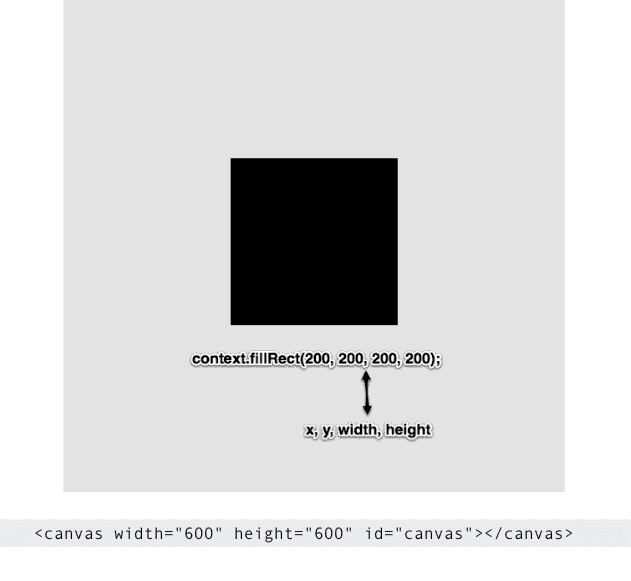 context.fillRect(200, 200, 200, 200);
x, y, width, height
<canvas width="600" height="600" id="canvas"></canvas>